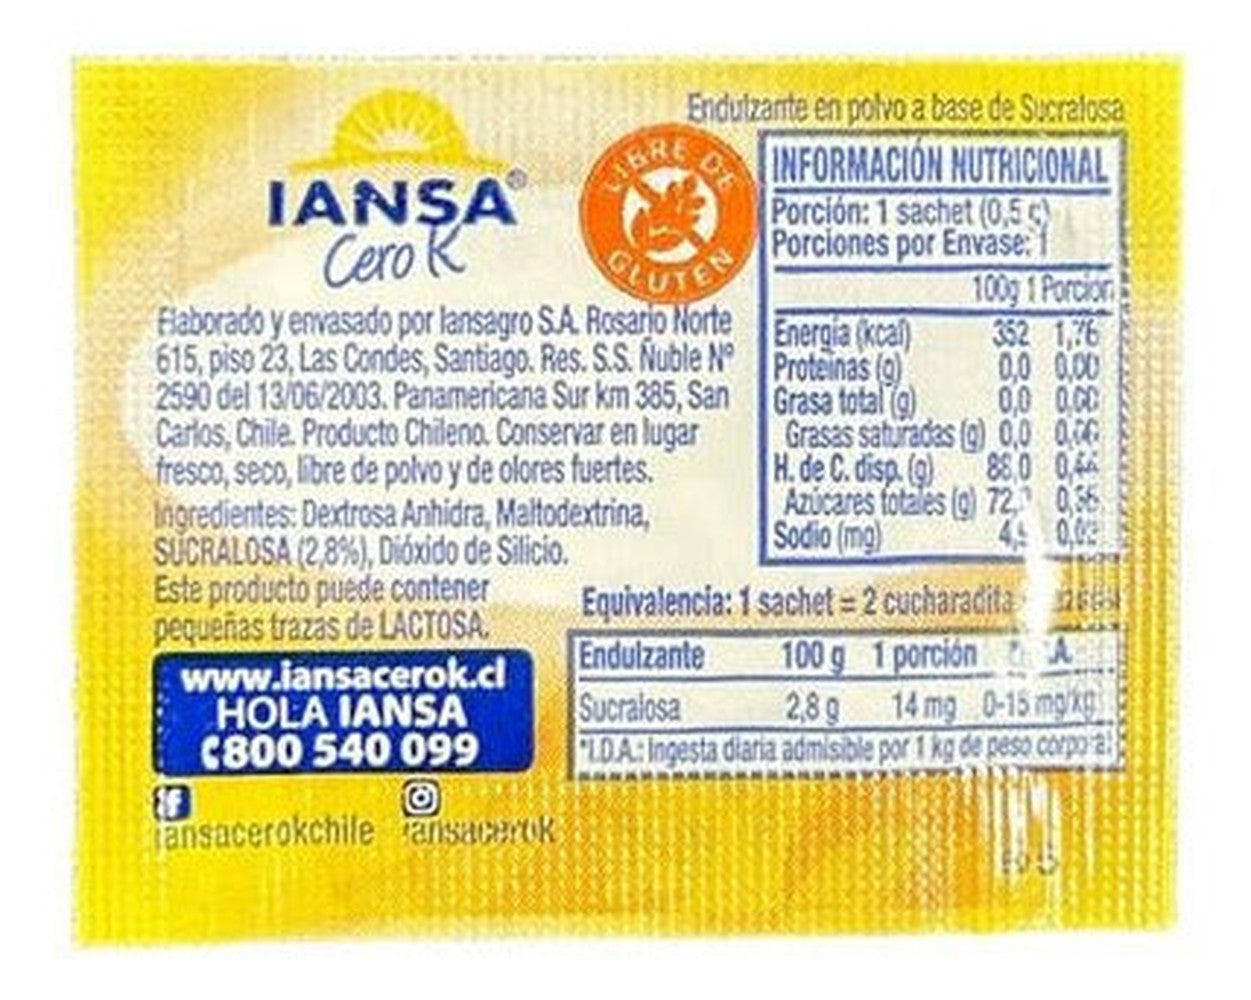 Endulzante en polvo a base de Sucralosa
IANSA®
Cero K
LIBRE DE GLUTEN
Elaborado y envasado por Iansagro S.A. Rosario Norte
615, piso 23, Las Condes, Santiago. Res. S.S. Ñuble Nº
2590 del 13/06/2003. Panamericana Sur km 385, San
Carlos, Chile. Producto Chileno. Conservar en lugar
fresco, seco, libre de polvo y de olores fuertes.
Ingredientes: Dextrosa Anhidra, Maltodextrina,
SUCRALOSA (2,8%), Dióxido de Silicio.
Este producto puede contener
pequeñas trazas de LACTOSA.
www.iansacerok.cl
HOLA IANSA
800 540 099
iansacerokchile iansacerok
INFORMACIÓN NUTRICIONAL
Porción: 1 sachet (0,5 g)
Porciones por Envase: 1
100g 1 Porción
Energía (kcal) 352 1,76
Proteínas (g) 0,0 0,00
Grasa total (g) 0,0 0,00
Grasas saturadas (g) 0,0 0,00
H. de C. disp. (g) 88,0 0,44
Azúcares totales (g)
Sodio (mg)
Equivalencia: 1 sachet = 2 cucharadita
Endulzante 100 g 1 porción
Sucralosa 2,8 g 14 mg 0-15 mg/kg
*I.D.A.: Ingesta diaria admisible por 1 kg de peso corporal